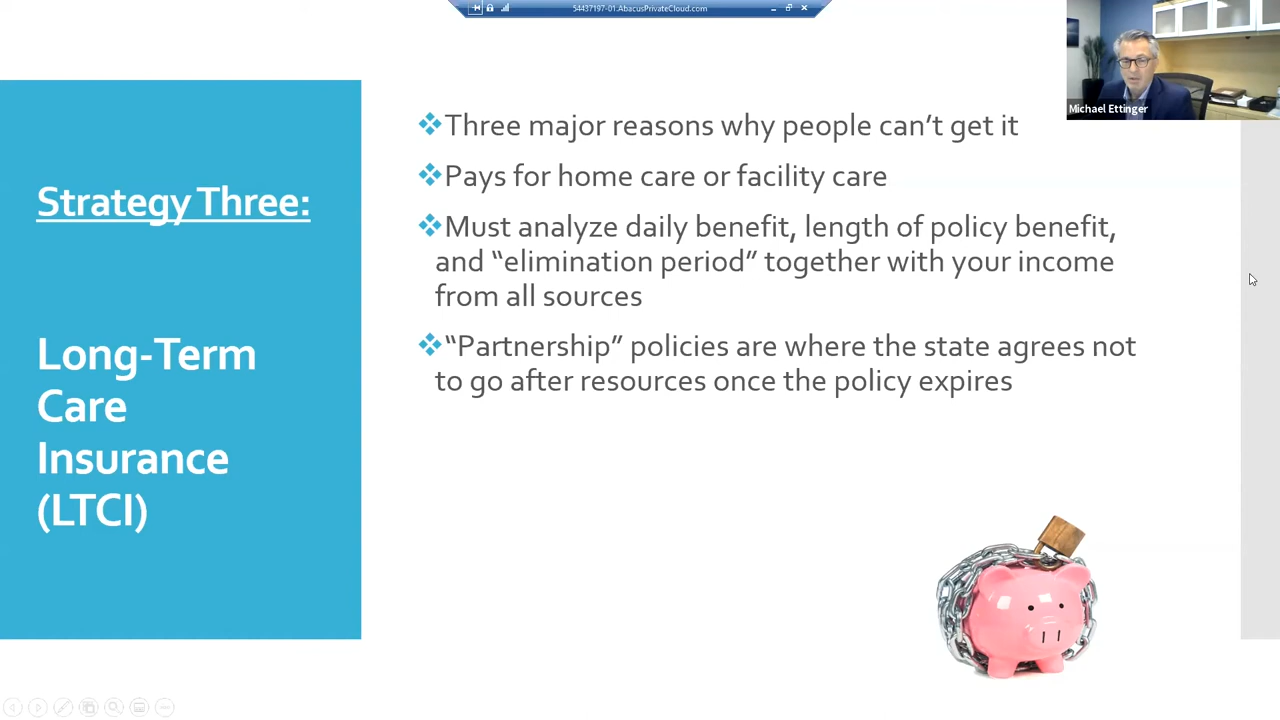 54437197-01.AbacusPrivateCloud.com
Michael Ettinger
Strategy Three:
Long-Term
Care
Insurance
(LTCI)
Three major reasons why people can’t get it
Pays for home care or facility care
Must analyze daily benefit, length of policy benefit,
and “elimination period” together with your income
from all sources
“Partnership” policies are where the state agrees not
to go after resources once the policy expires